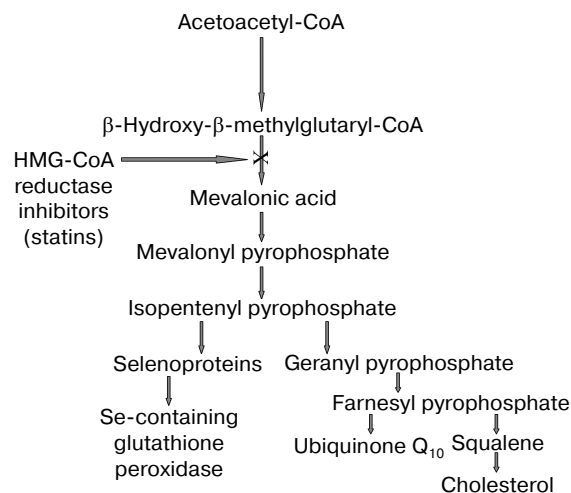 Acetoacetyl-CoA
β-Hydroxy-β-methylglutaryl-CoA
HMG-CoA
reductase
inhibitors
(statins)
Mevalonic acid
Mevalonyl pyrophosphate
Isopentenyl pyrophosphate
Selenoproteins
Geranyl pyrophosphate
Se-containing
glutathione
peroxidase
Farnesyl pyrophosphate
Ubiquinone Q₁₀ Squalene
Cholesterol